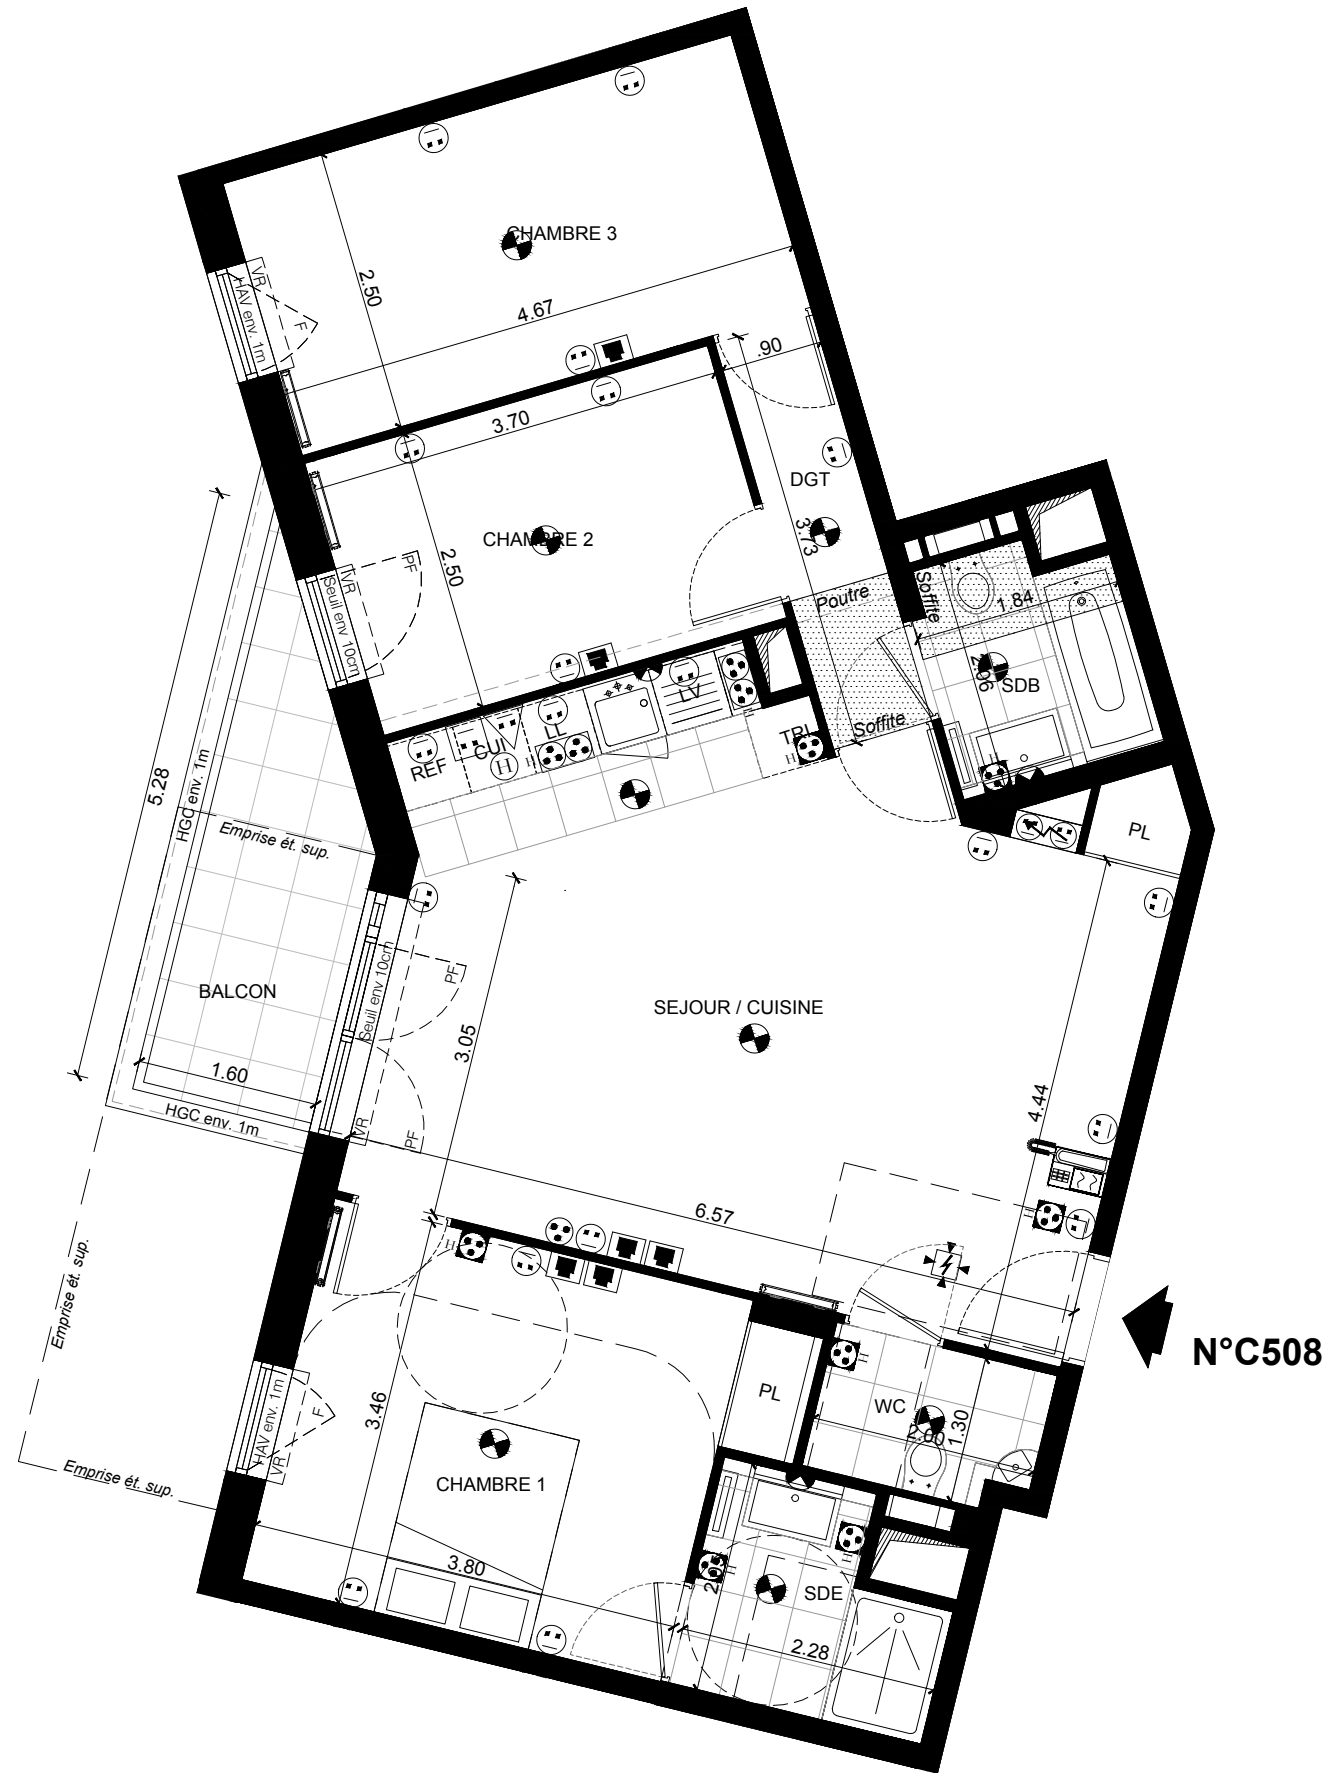 CHAMBRE 3
VR
HAV env. 1m
F
2.50
4.67
.90
3.70
DGT
CHAMBRE 2
3.73
2.50
PF
VR
Seuil env 10cm
Poutre
Soffite
1.84
2.06
SDB
Soffite
REF
CUI
H
LL
H
LV
H
TRI
H
H
PL
5.28
HGC env. 1m
Emprise ét. sup.
BALCON
1.60
HGC env. 1m
Seuil env 10cm
PF
VR
PF
3.05
SEJOUR / CUISINE
4.44
6.57
H
H
N°C508
Emprise ét. sup.
Emprise ét. sup.
HAV env. 1m
VR
F
3.46
CHAMBRE 1
3.80
PL
H
WC
2.00
1.30
H
H
SDE
2.28